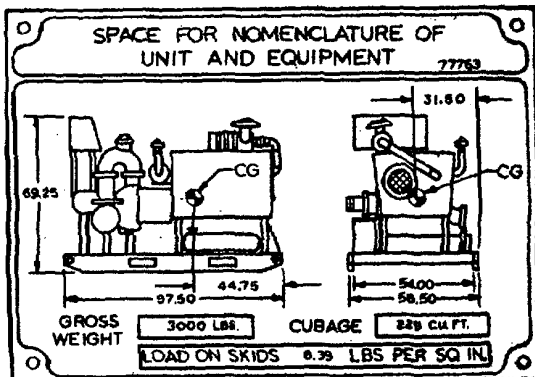 SPACE FOR NOMENCLATURE OF
UNIT AND EQUIPMENT
77763
31.50
CG
CG
69.25
44.75
97.50
54.00
58.50
GROSS WEIGHT 3000 LBS. CUBAGE CU. FT.
LOAD ON SKIDS LBS PER SQ IN.